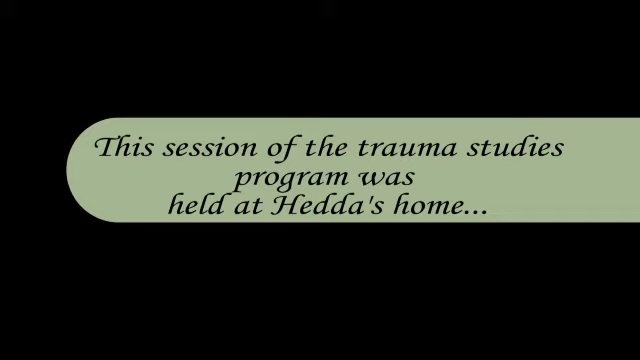 This session of the trauma studies
program was
held at Hedda's home...